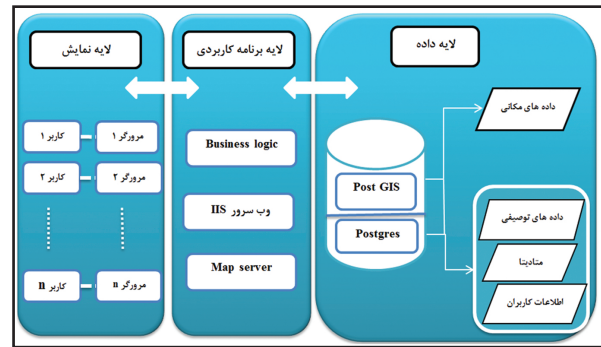 لایه داده
لایه برنامه کاربردی
لایه نمایش
داده های مکانی
Post GIS
Postgres
داده های توصیفی
متادیتا
اطلاعات کاربران
Business logic
وب سرور IIS
Map server
مرورگر ۱
کاربر ۱
مرورگر ۲
کاربر ۲
مرورگر n
کاربر n